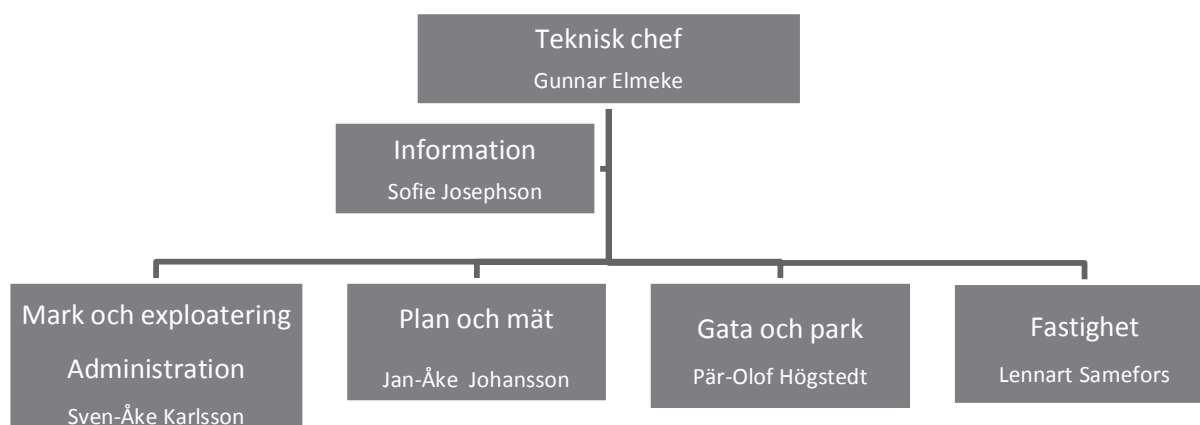 Teknisk chef
Gunnar Elmeke
Information
Sofie Josephson
Mark och exploatering
Administration
Sven-Åke Karlsson
Plan och mät
Jan-Åke Johansson
Gata och park
Pär-Olof Högstedt
Fastighet
Lennart Samefors